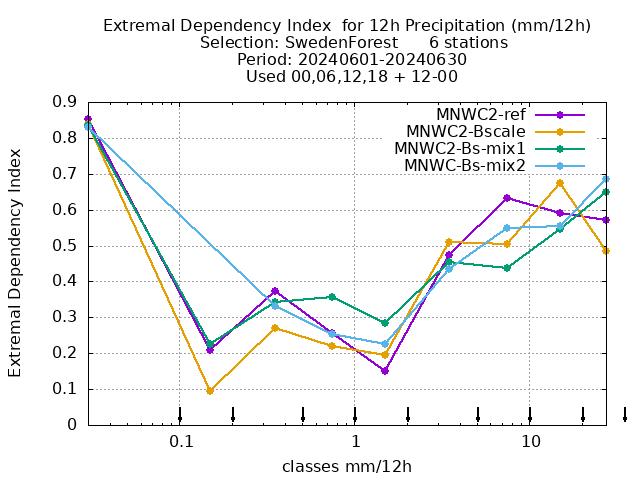 Extremal Dependency Index  for 12h Precipitation (mm/12h)
Selection: SwedenForest      6 stations
Period: 20240601-20240630
Used 00,06,12,18 + 12-00
MNWC2-ref
MNWC2-Bscale
MNWC2-Bs-mix1
MNWC-Bs-mix2
Extremal Dependency Index
0.9
0.8
0.7
0.6
0.5
0.4
0.3
0.2
0.1
0
0.1 1 10
classes mm/12h